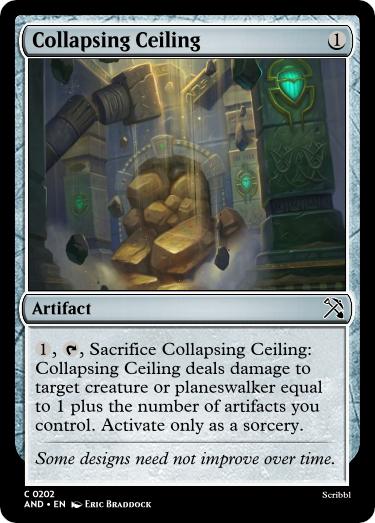 Collapsing Ceiling 1
Artifact
1, , Sacrifice Collapsing Ceiling:
Collapsing Ceiling deals damage to
target creature or planeswalker equal
to 1 plus the number of artifacts you
control. Activate only as a sorcery.
Some designs need not improve over time.
C 0202
AND • EN Eric Braddock
Scribbl